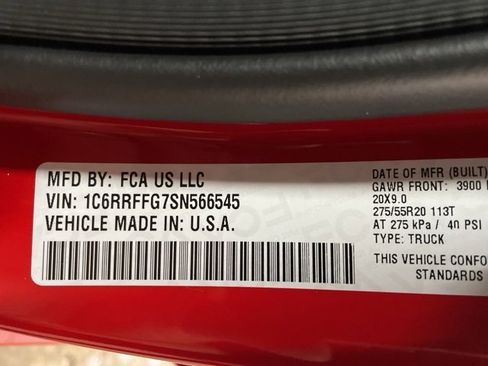 MFD BY: FCA US LLC
VIN: 1C6RRFFG7SN566545
VEHICLE MADE IN: U.S.A.
DATE OF MFR (BUILT)
GAWR FRONT: 3900
20X9.0
275/55R20 113T
AT 275 kPa / 40 PSI
TYPE: TRUCK
THIS VEHICLE
STANDARDS